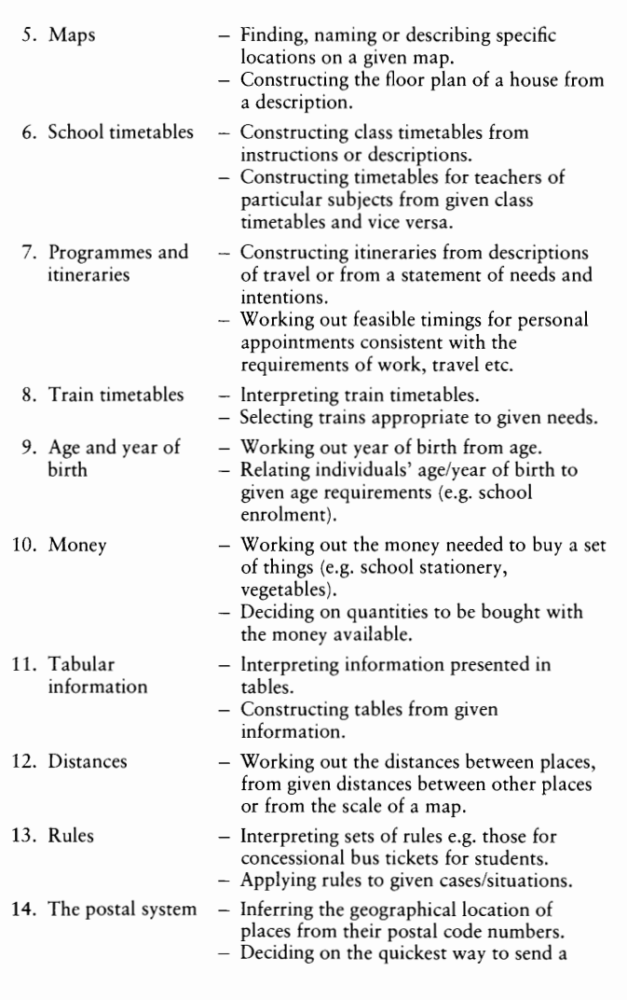 5. Maps – Finding, naming or describing specific
locations on a given map.
– Constructing the floor plan of a house from
a description.
6. School timetables – Constructing class timetables from
instructions or descriptions.
– Constructing timetables for teachers of
particular subjects from given class
timetables and vice versa.
7. Programmes and – Constructing itineraries from descriptions
itineraries of travel or from a statement of needs and
intentions.
– Working out feasible timings for personal
appointments consistent with the
requirements of work, travel etc.
8. Train timetables – Interpreting train timetables.
– Selecting trains appropriate to given needs.
9. Age and year of – Working out year of birth from age.
birth – Relating individuals' age/year of birth to
given age requirements (e.g. school
enrolment).
10. Money – Working out the money needed to buy a set
of things (e.g. school stationery,
vegetables).
– Deciding on quantities to be bought with
the money available.
11. Tabular – Interpreting information presented in
information tables.
– Constructing tables from given
information.
12. Distances – Working out the distances between places,
from given distances between other places
or from the scale of a map.
13. Rules – Interpreting sets of rules e.g. those for
concessional bus tickets for students.
– Applying rules to given cases/situations.
14. The postal system – Inferring the geographical location of
places from their postal code numbers.
– Deciding on the quickest way to send a